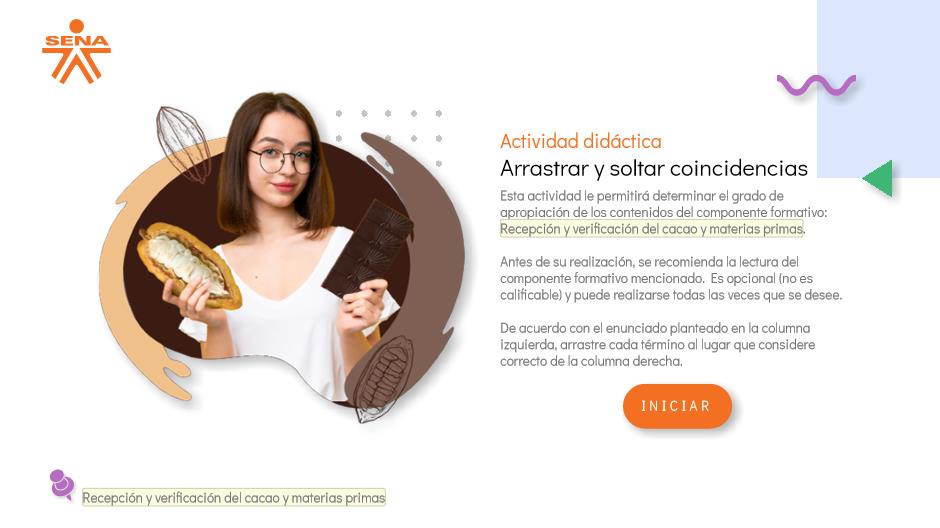 SENA
Actividad didáctica
Arrastrar y soltar coincidencias
Esta actividad le permitirá determinar el grado de
apropiación de los contenidos del componente formativo:
Recepción y verificación del cacao y materias primas.
Antes de su realización, se recomienda la lectura del
componente formativo mencionado. Es opcional (no es
calificable) y puede realizarse todas las veces que se desee.
De acuerdo con el enunciado planteado en la columna
izquierda, arrastre cada término al lugar que considere
correcto de la columna derecha.
INICIAR
Recepción y verificación del cacao y materias primas